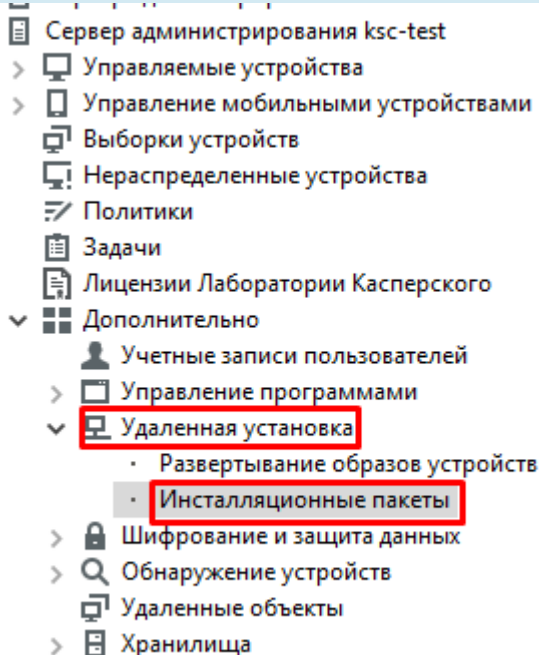 Сервер администрирования ksc-test
Управляемые устройства
Управление мобильными устройствами
Выборки устройств
Нераспределенные устройства
Политики
Задачи
Лицензии Лаборатории Касперского
Дополнительно
Учетные записи пользователей
Управление программами
Удаленная установка
Развертывание образов устройств
Инсталляционные пакеты
Шифрование и защита данных
Обнаружение устройств
Удаленные объекты
Хранилища